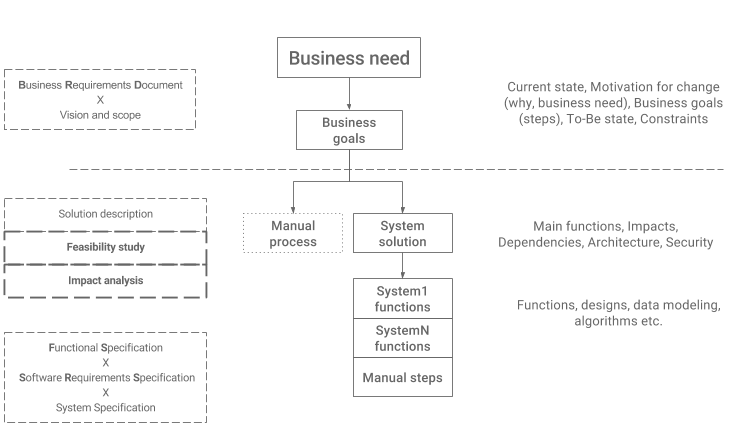 Business need
Business Requirements Document
X
Vision and scope
Business
goals
Current state, Motivation for change
(why, business need), Business goals
(steps), To-Be state, Constraints
Solution description
Feasibility study
Impact analysis
Manual
process
System
solution
Main functions, Impacts,
Dependencies, Architecture, Security
System1
functions
SystemN
functions
Manual steps
Functions, designs, data modeling,
algorithms etc.
Functional Specification
X
Software Requirements Specification
X
System Specification